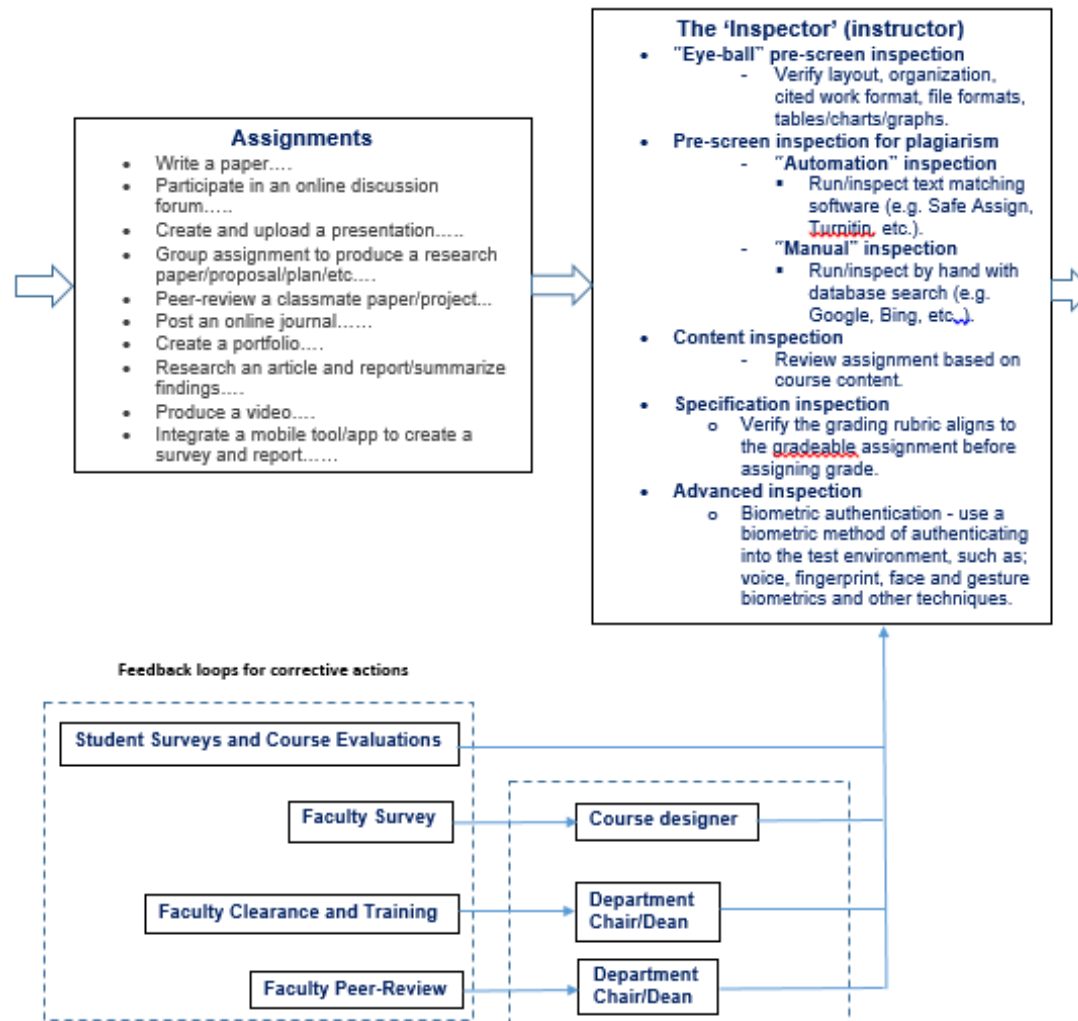 Assignments
• Write a paper....
• Participate in an online discussion
forum.....
• Create and upload a presentation.....
• Group assignment to produce a research
paper/proposal/plan/etc....
• Peer-review a classmate paper/project...
• Post an online journal......
• Create a portfolio....
• Research an article and report/summarize
findings....
• Produce a video....
• Integrate a mobile tool/app to create a
survey and report......
The ‘Inspector’ (instructor)
• "Eye-ball" pre-screen inspection
- Verify layout, organization,
cited work format, file formats,
tables/charts/graphs.
• Pre-screen inspection for plagiarism
- "Automation" inspection
▪ Run/inspect text matching
software (e.g. Safe Assign,
Turnitin, etc.).
- "Manual" inspection
▪ Run/inspect by hand with
database search (e.g.
Google, Bing, etc..).
• Content inspection
- Review assignment based on
course content.
• Specification inspection
o Verify the grading rubric aligns to
the gradeable assignment before
assigning grade.
• Advanced inspection
o Biometric authentication - use a
biometric method of authenticating
into the test environment, such as;
voice, fingerprint, face and gesture
biometrics and other techniques.
Feedback loops for corrective actions
Student Surveys and Course Evaluations
Faculty Survey
Course designer
Faculty Clearance and Training
Department
Chair/Dean
Faculty Peer-Review
Department
Chair/Dean